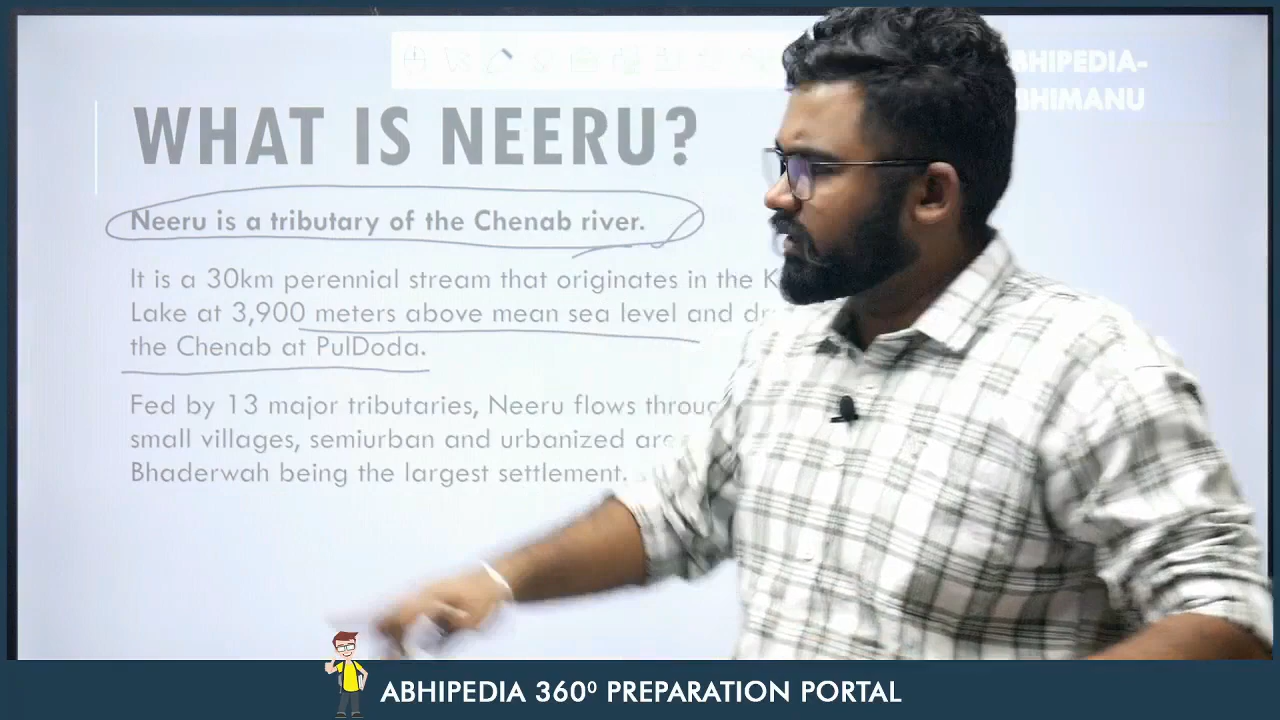 BHIPEDIA-
BHIMANU
WHAT IS NEERU?
Neeru is a tributary of the Chenab river.
It is a 30km perennial stream that originates in the K
Lake at 3,900 meters above mean sea level and dr
the Chenab at PulDoda.
Fed by 13 major tributaries, Neeru flows throug
small villages, semiurban and urbanized are
Bhaderwah being the largest settlement.
ABHIPEDIA 360⁰ PREPARATION PORTAL